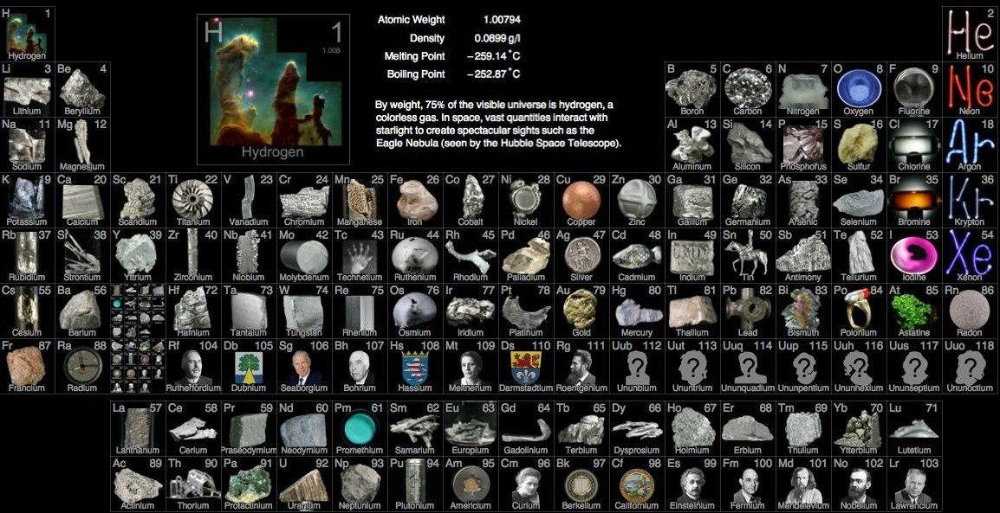 H 1
Hydrogen
H 1
1.008
Hydrogen
Atomic Weight 1.00794
Density 0.0899 g/l
Melting Point −259.14 °C
Boiling Point −252.87 °C
By weight, 75% of the visible universe is hydrogen, a
colorless gas. In space, vast quantities interact with
starlight to create spectacular sights such as the
Eagle Nebula (seen by the Hubble Space Telescope).
He 2
He
Helium
Li 3 Be 4 B 5 C 6 N 7 O 8 F 9 10
Ne
Lithium Beryllium Boron Carbon Nitrogen Oxygen Fluorine Neon
Na 11 Mg 12 Al 13 Si 14 P 15 S 16 Cl 17 18
Ar
Sodium Magnesium Aluminum Silicon Phosphorus Sulfur Chlorine Argon
K 19 Ca 20 Sc 21 Ti 22 V 23 Cr 24 Mn 25 Fe 26 Co 27 Ni 28 Cu 29 Zn 30 Ga 31 Ge 32 As 33 Se 34 Br 35 36
Kr
Potassium Calcium Scandium Titanium Vanadium Chromium Manganese Iron Cobalt Nickel Copper Zinc Gallium Germanium Arsenic Selenium Bromine Krypton
Rb 37 Sr 38 Y 39 Zr 40 Nb 41 Mo 42 Tc 43 Ru 44 Rh 45 Pd 46 Ag 47 Cd 48 In 49 Sn 50 Sb 51 Te 52 I 53 54
Xe
Rubidium Strontium Yttrium Zirconium Niobium Molybdenum Technetium Ruthenium Rhodium Palladium Silver Cadmium Indium Tin Antimony Tellurium Iodine Xenon
Cs 55 Ba 56 Hf 72 Ta 73 W 74 Re 75 Os 76 Ir 77 Pt 78 Au 79 Hg 80 Tl 81 Pb 82 Bi 83 Po 84 At 85 Rn 86
Cesium Barium Hafnium Tantalum Tungsten Rhenium Osmium Iridium Platinum Gold Mercury Thallium Lead Bismuth Polonium Astatine Radon
Fr 87 Ra 88 Rf 104 Db 105 Sg 106 Bh 107 Hs 108 Mt 109 Ds 110 Rg 111 Uub 112 Uut 113 Uuq 114 Uup 115 Uuh 116 Uus 117 Uuo 118
Francium Radium Rutherfordium Dubnium Seaborgium Bohrium Hassium Meitnerium Darmstadtium Roentgenium Ununbium Ununtrium Ununquadium Ununpentium Ununhexium Ununseptium Ununoctium
La 57 Ce 58 Pr 59 Nd 60 Pm 61 Sm 62 Eu 63 Gd 64 Tb 65 Dy 66 Ho 67 Er 68 Tm 69 Yb 70 Lu 71
Lanthanum Cerium Praseodymium Neodymium Promethium Samarium Europium Gadolinium Terbium Dysprosium Holmium Erbium Thulium Ytterbium Lutetium
Ac 89 Th 90 Pa 91 U 92 Np 93 Pu 94 Am 95 Cm 96 Bk 97 Cf 98 Es 99 Fm 100 Md 101 No 102 Lr 103
Actinium Thorium Protactinium Uranium Neptunium Plutonium Americium Curium Berkelium Californium Einsteinium Fermium Mendelevium Nobelium Lawrencium